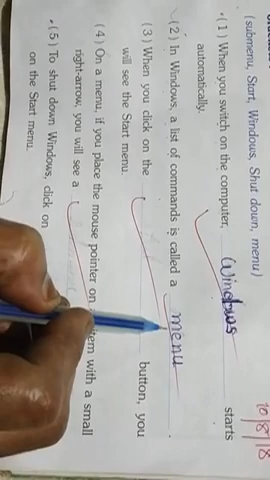 (submenu, Start, Windows, Shut down, menu)
10/8/18
(1) When you switch on the computer, Windows starts
automatically.
(2) In Windows, a list of commands is called a menu.
(3) When you click on the button, you
will see the Start menu.
(4) On a menu, if you place the mouse pointer on item with a small
right-arrow, you will see a
(5) To shut down Windows, click on
on the Start menu.